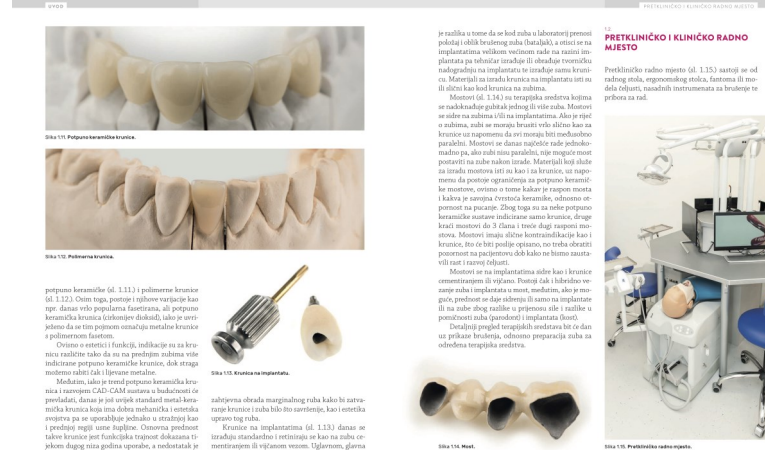 UVOD
Slika 1.11. Potpuno keramičke krunice.
Slika 1.12. Polimerna krunica.
potpuno keramičke (sl. 1.11.) i polimerne krunice
(sl. 1.12.). Osim toga, postoje i njihove varijacije kao
npr. danas vrlo popularna fasetirana, ali potpuno
keramička krunica (cirkonijev dioksid), iako je uvri-
ježeno da se tim pojmom označuju metalne krunice
s polimernom fasetom.
Ovisno o estetici i funkciji, indikacije su za kru-
nicu različite tako da su na prednjim zubima više
indicirane potpuno keramičke krunice, dok straga
možemo rabiti čak i lijevane metalne.
Međutim, iako je trend potpuno keramička kru-
nica i razvojem CAD-CAM sustava u budućnosti će
prevladati, danas je još uvijek standard metal-kera-
mička krunica koja ima dobra mehanička i estetska
svojstva pa se uporabljuje jednako u stražnjoj kao
i prednjoj regiji usne šupljine. Osnovna prednost
takve krunice jest funkcijska trajnost dokazana ti-
jekom dugog niza godina uporabe, a nedostatak je
Slika 1.13. Krunica na implantatu.
zahtjevna obrada marginalnog ruba kako bi zatva-
ranje krunice i zuba bilo što savršenije, kao i estetika
upravo tog ruba.
Krunice na implantatima (sl. 1.13.) danas se
izrađuju standardno i retiniraju se kao na zubu ce-
mentiranjem ili vijčanom vezom. Uglavnom, glavna
PRETKLINIČKO I KLINIČKO RADNO MJESTO
je razlika u tome da se kod zuba u laboratorij prenosi
položaj i oblik brušenog zuba (bataljak), a otisci se na
implantatima velikom većinom rade na razini im-
plantata pa tehničar izrađuje ili obrađuje tvorničku
nadogradnju na implantatu te izrađuje samu kruni-
cu. Materijali za izradu krunica na implantatu isti su
ili slični kao kod krunica na zubima.
Mostovi (sl. 1.14.) su terapijska sredstva kojima
se nadoknađuje gubitak jednog ili više zuba. Mostovi
se sidre na zubima i/ili na implantatima. Ako je riječ
o zubima, zubi se moraju brusiti vrlo slično kao za
krunice uz napomenu da svi moraju biti međusobno
paralelni. Mostovi se danas najčešće rade jednoko-
madno pa, ako zubi nisu paralelni, nije moguće most
postaviti na zube nakon izrade. Materijali koji služe
za izradu mostova isti su kao i za krunice, uz napo-
menu da postoje ograničenja za potpuno keramič-
ke mostove, ovisno o tome kakav je raspon mosta
i kakva je savojna čvrstoća keramike, odnosno ot-
pornost na pucanje. Zbog toga su za neke potpuno
keramičke sustave indicirane samo krunice, druge
kraći mostovi do 3 člana i treće dugi rasponi mo-
stova. Mostovi imaju slične kontraindikacije kao i
krunice, što će biti poslije opisano, no treba obratiti
pozornost na pacijentovu dob kako ne bismo zausta-
vili rast i razvoj čeljusti.
Mostovi se na implantatima sidre kao i krunice
cementiranjem ili vijčano. Postoji čak i hibridno ve-
zanje zuba i implantata u most, međutim, ako je mo-
guće, prednost se daje sidrenju ili samo na implantate
ili na zube zbog razlike u prijenosu sile i razlike u
pomičnosti zuba (parodont) i implantata (kost).
Detaljniji pregled terapijskih sredstava bit će dan
uz prikaze brušenja, odnosno preparacija zuba za
određena terapijska sredstva.
Slika 1.14. Most.
1.2.
PRETKLINIČKO I KLINIČKO RADNO
MJESTO
Pretkliničko radno mjesto (sl. 1.15.) sastoji se od
radnog stola, ergonomskog stolca, fantoma ili mo-
dela čeljusti, nasadnih instrumenata za brušenje te
pribora za rad.
Slika 1.15. Pretkliničko radno mjesto.